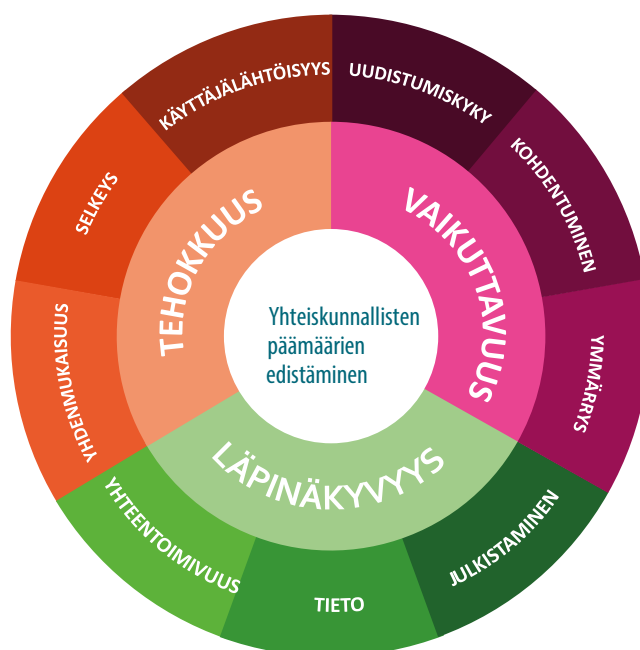 KÄYTTÄJÄLÄHTÖISYYS
UUDISTUMISKYKY
KOHDENTUMINEN
YMMÄRRYS
JULKISTAMINEN
TIETO
YHTEENTOIMIVUUS
YHDENMUKAISUUS
SELKEYS
TEHOKKUUS
VAIKUTTAVUUS
LÄPINÄKYVYYS
Yhteiskunnallisten
päämäärien
edistäminen